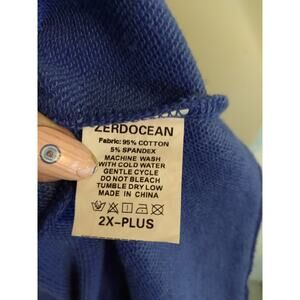 ZERDOCEAN
Fabric: 95% COTTON
5% SPANDEX
MACHINE WASH
WITH COLD WATER
GENTLE CYCLE
DO NOT BLEACH
TUMBLE DRY LOW
MADE IN CHINA
2X-PLUS